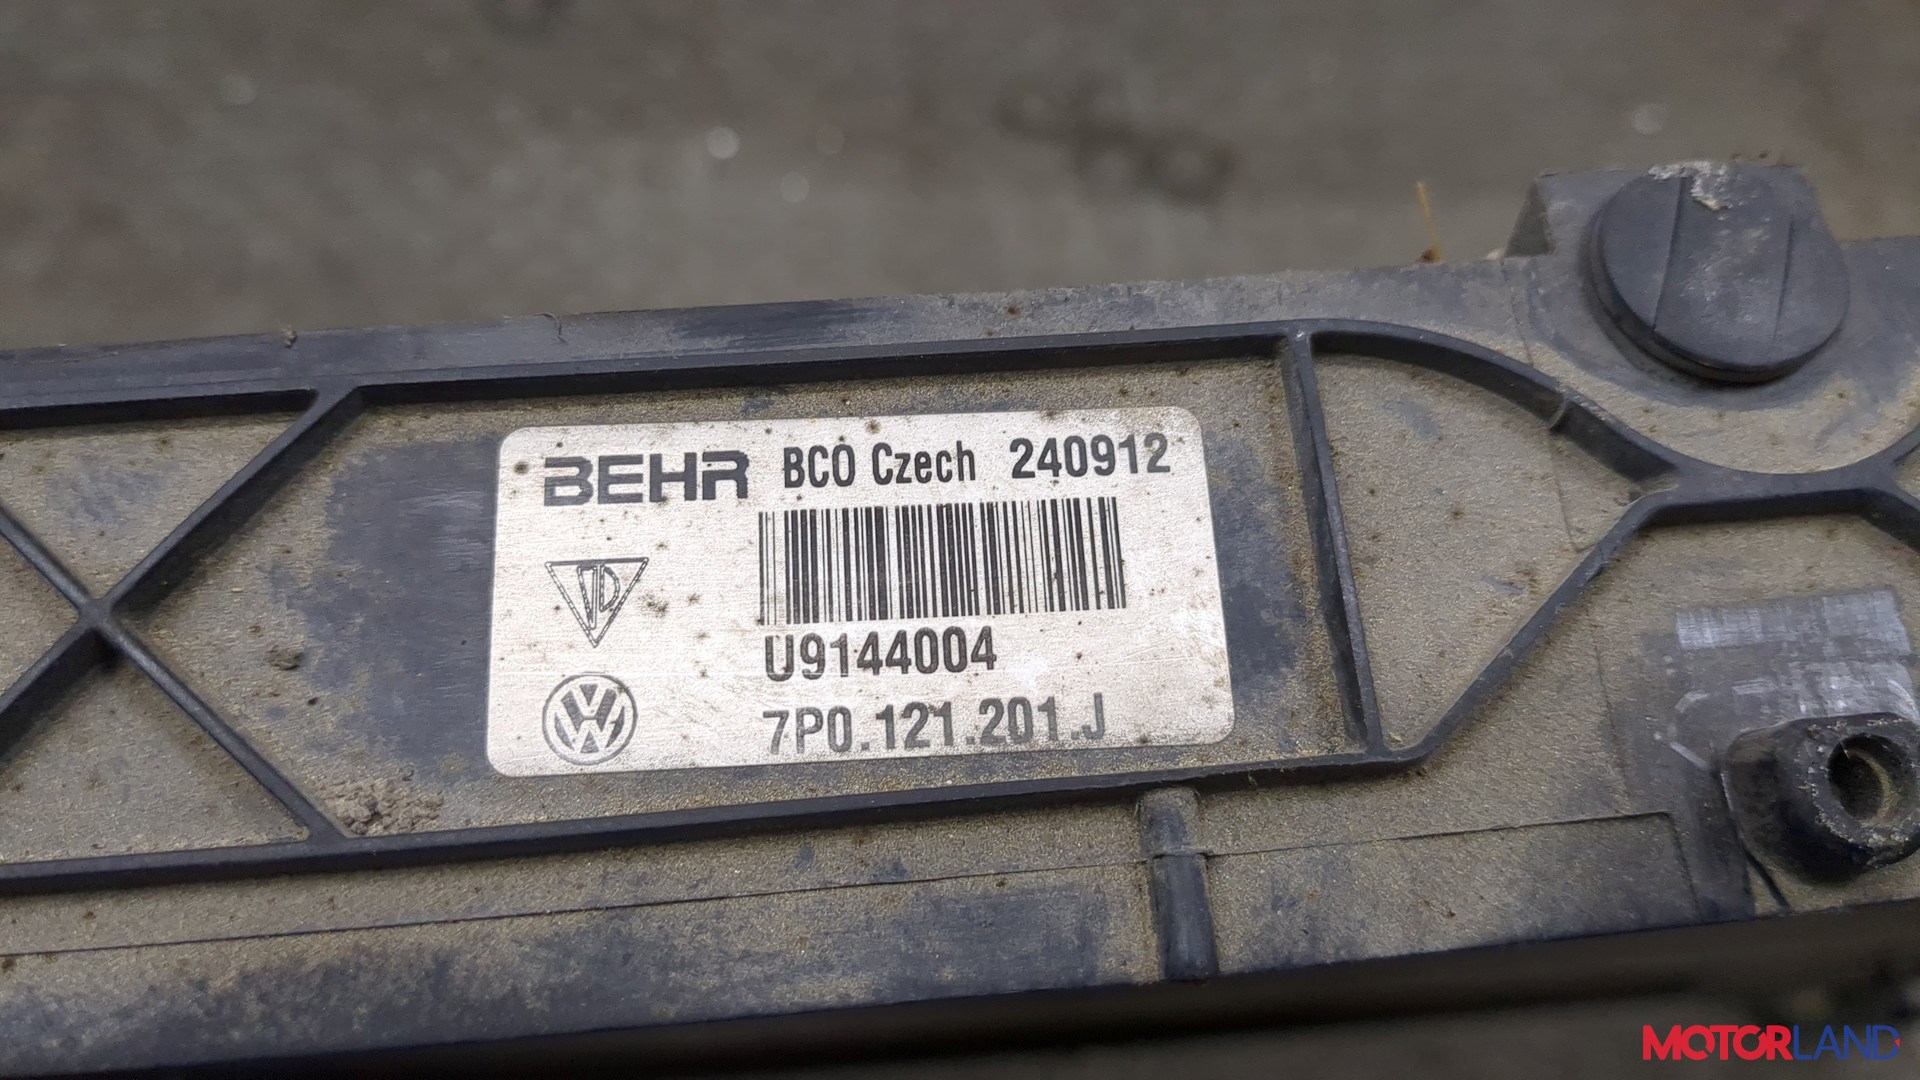 BEHR BCO Czech 240912
U9144004
7P0.121.201.J
MOTORLAND